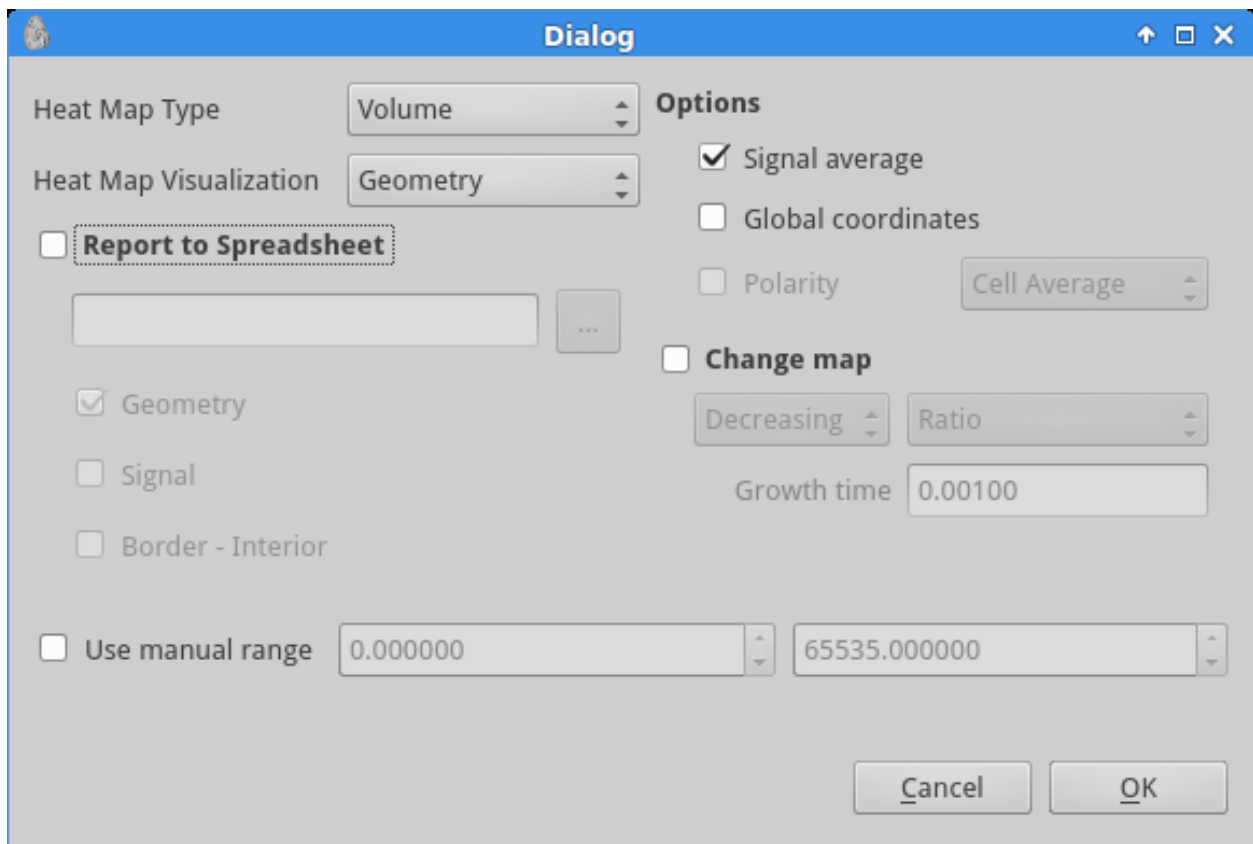 Dialog
Heat Map Type
Volume
Heat Map Visualization
Geometry
Report to Spreadsheet
...
Geometry
Signal
Border - Interior
Options
Signal average
Global coordinates
Polarity
Cell Average
Change map
Decreasing
Ratio
Growth time
0.00100
Use manual range
0.000000
65535.000000
Cancel
OK